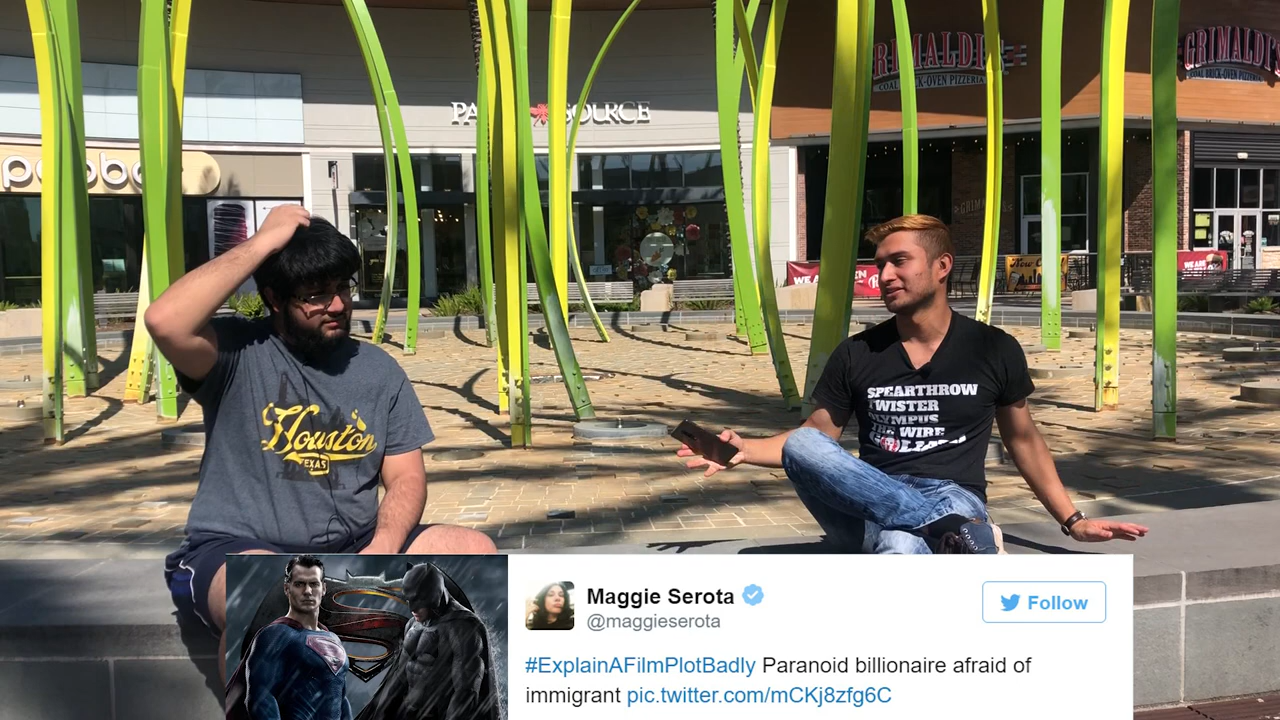 GRIMALDI'S
COAL BRICK-OVEN PIZZERIA
GRIMALDI'S
COAL BRICK-OVEN PIZZERIA
SOURCE
Houston
TEXAS
SPEARTHROW
TWISTER
OLYMPUS
THE WIRE
Maggie Serota
Follow
@maggieserota
#ExplainAFilmPlotBadly Paranoid billionaire afraid of
immigrant pic.twitter.com/mCKj8zfg6C